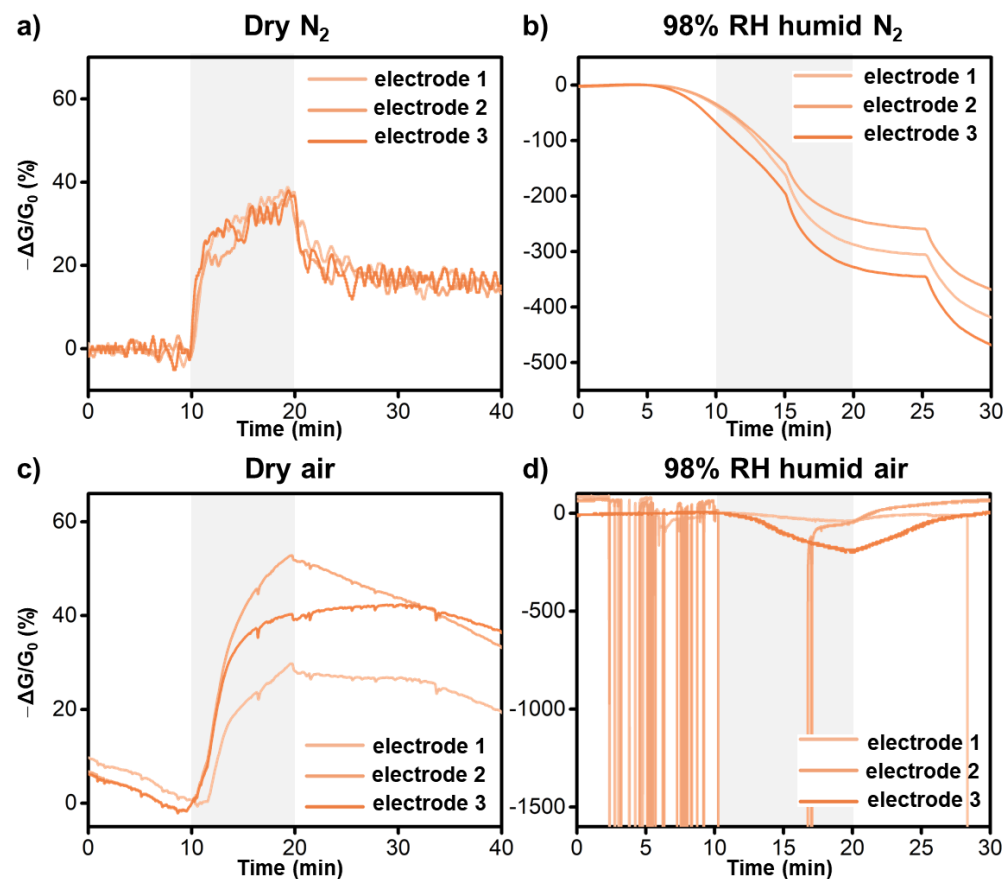 a) Dry N₂
electrode 1
electrode 2
electrode 3
60
40
20
0
−ΔG/G₀ (%)
0 10 20 30 40
Time (min)
b) 98% RH humid N₂
electrode 1
electrode 2
electrode 3
0
-100
-200
-300
-400
-500
0 5 10 15 20 25 30
Time (min)
c) Dry air
60
40
20
0
−ΔG/G₀ (%)
electrode 1
electrode 2
electrode 3
0 10 20 30 40
Time (min)
d) 98% RH humid air
0
-500
-1000
-1500
electrode 1
electrode 2
electrode 3
0 5 10 15 20 25 30
Time (min)